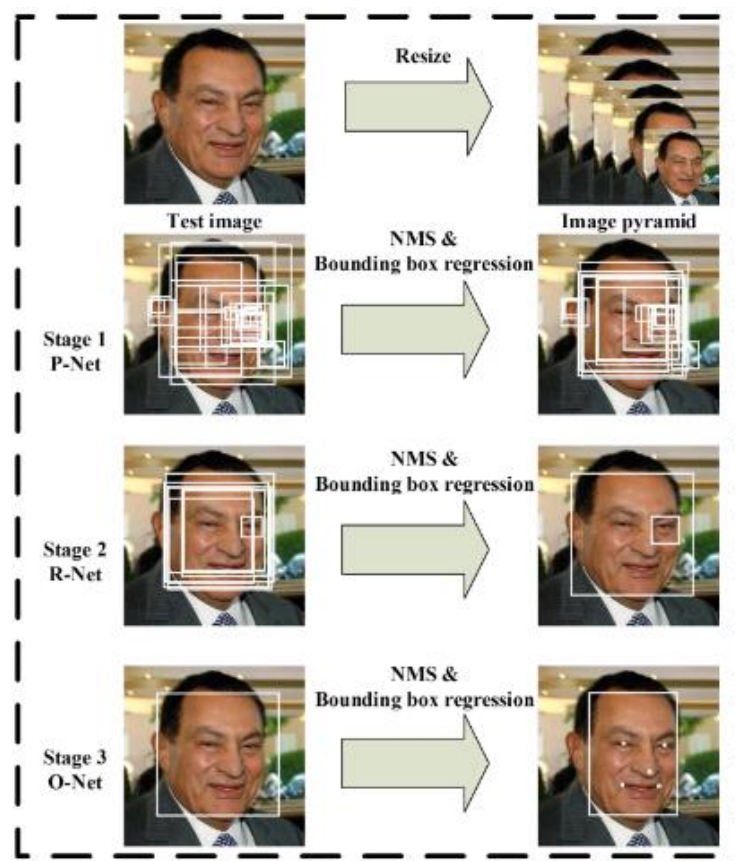 Resize
Test image
Image pyramid
NMS &
Bounding box regression
Stage 1
P-Net
NMS &
Bounding box regression
Stage 2
R-Net
NMS &
Bounding box regression
Stage 3
O-Net